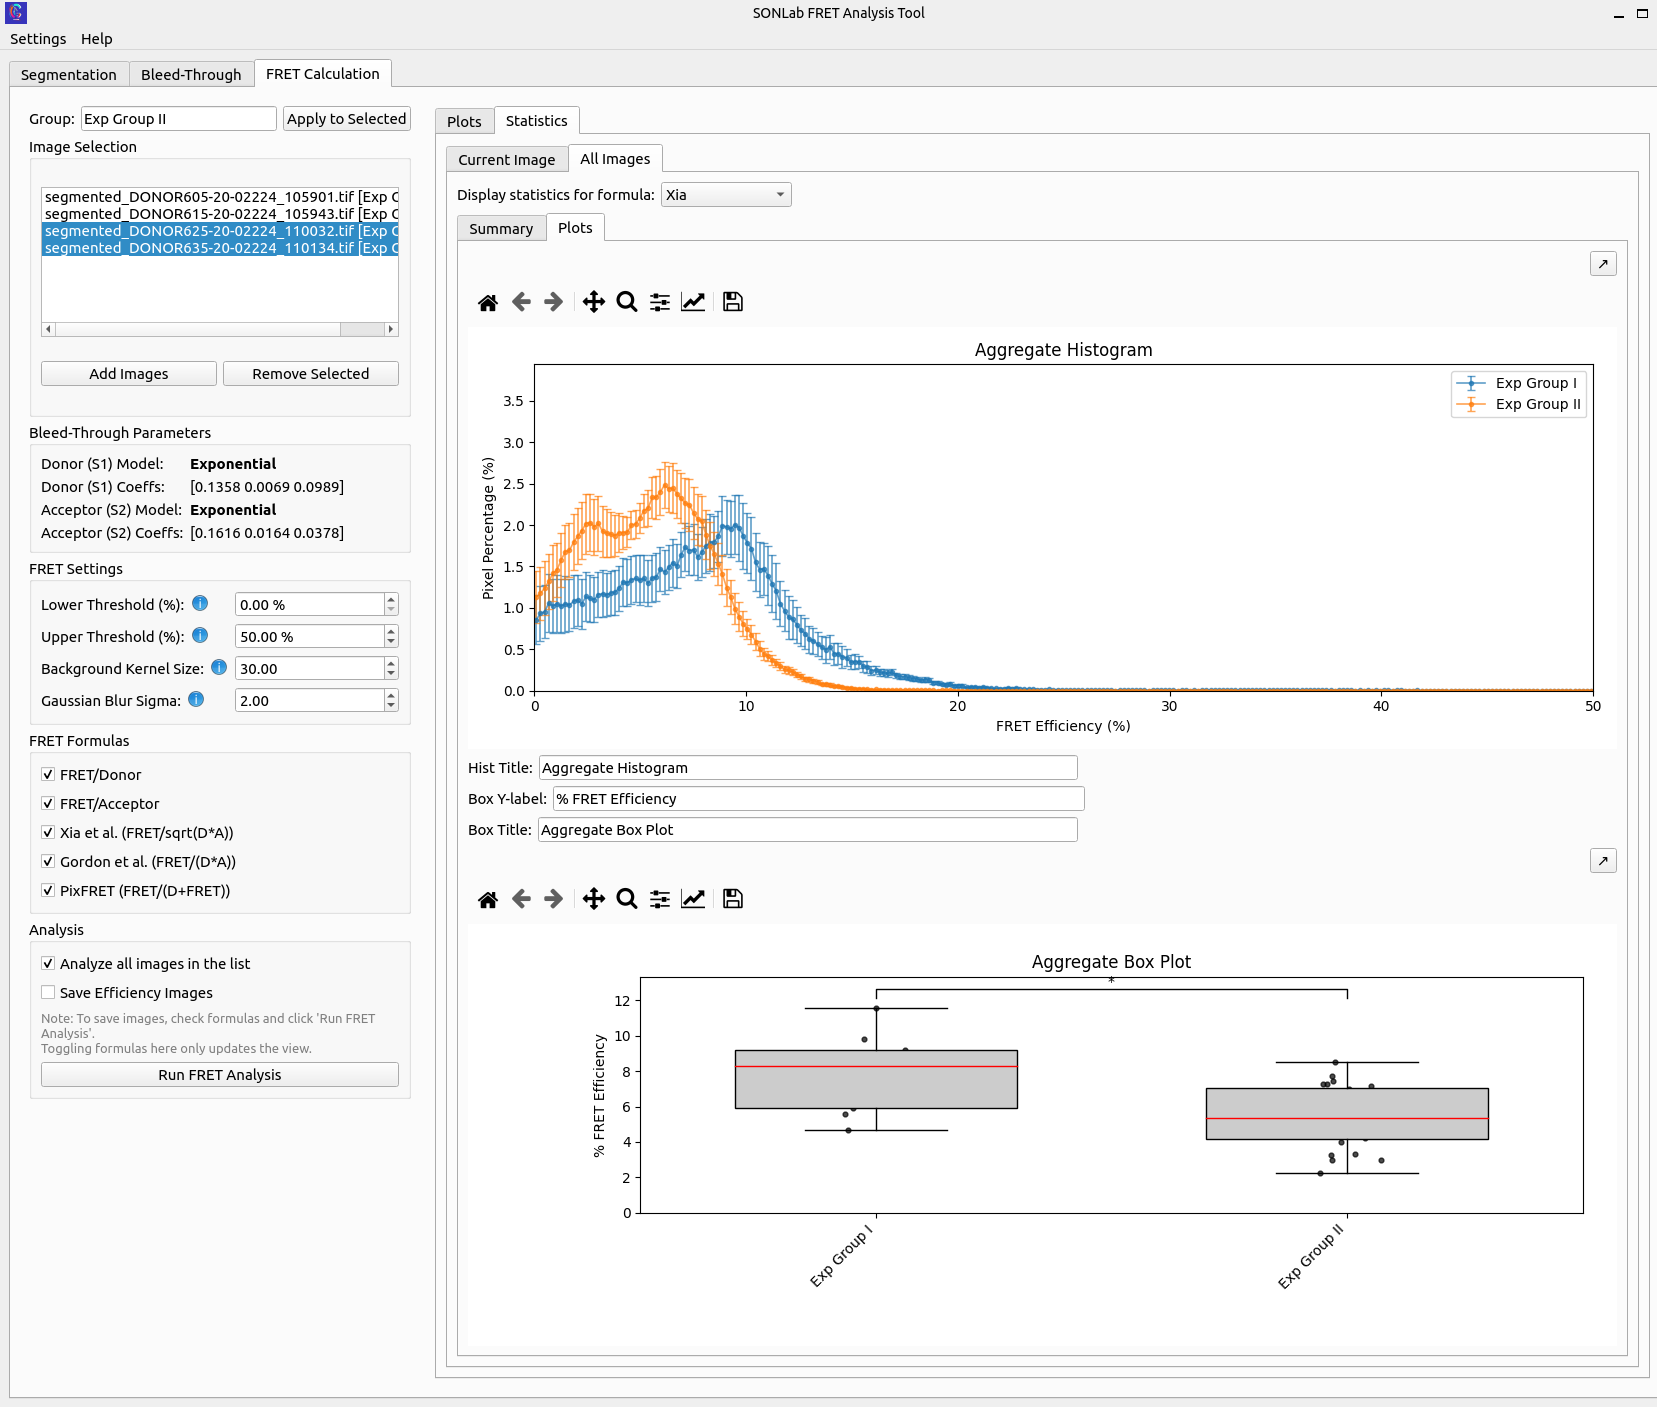 SONLab FRET Analysis Tool
Settings Help
Segmentation Bleed-Through FRET Calculation
Group: Exp Group II Apply to Selected
Image Selection
segmented_DONOR605-20-02224_105901.tif [Exp
segmented_DONOR615-20-02224_105943.tif [Exp
segmented_DONOR625-20-02224_110032.tif [Exp
segmented_DONOR635-20-02224_110134.tif [Exp
Add Images Remove Selected
Bleed-Through Parameters
Donor (S1) Model: Exponential
Donor (S1) Coeffs: [0.1358 0.0069 0.0989]
Acceptor (S2) Model: Exponential
Acceptor (S2) Coeffs: [0.1616 0.0164 0.0378]
FRET Settings
Lower Threshold (%): 0.00 %
Upper Threshold (%): 50.00 %
Background Kernel Size: 30.00
Gaussian Blur Sigma: 2.00
FRET Formulas
FRET/Donor
FRET/Acceptor
Xia et al. (FRET/sqrt(D*A))
Gordon et al. (FRET/(D*A))
PixFRET (FRET/(D+FRET))
Analysis
Analyze all images in the list
Save Efficiency Images
Note: To save images, check formulas and click 'Run FRET
Analysis'.
Toggling formulas here only updates the view.
Run FRET Analysis
Plots Statistics
Current Image All Images
Display statistics for formula: Xia
Summary Plots
Aggregate Histogram
Exp Group I
Exp Group II
Pixel Percentage (%)
3.5
3.0
2.5
2.0
1.5
1.0
0.5
0.0
0 10 20 30 40 50
FRET Efficiency (%)
Hist Title: Aggregate Histogram
Box Y-label: % FRET Efficiency
Box Title: Aggregate Box Plot
Aggregate Box Plot
*
% FRET Efficiency
12
10
8
6
4
2
0
Exp Group I
Exp Group II